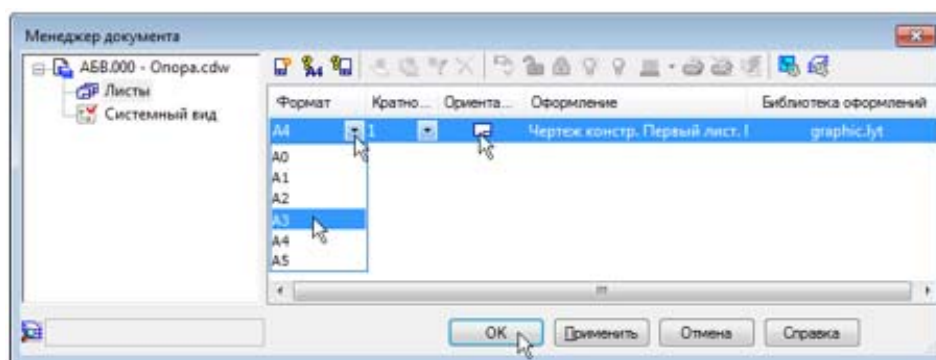 Менеджер документа
АБВ.000 - Опора.cdw
Листы
Системный вид
Формат Кратно... Ориента... Оформление Библиотека оформлений
A4 1 Чертеж констр. Первый лист. graphic.lyt
A0
A1
A2
A3
A4
A5
OK Применить Отмена Справка